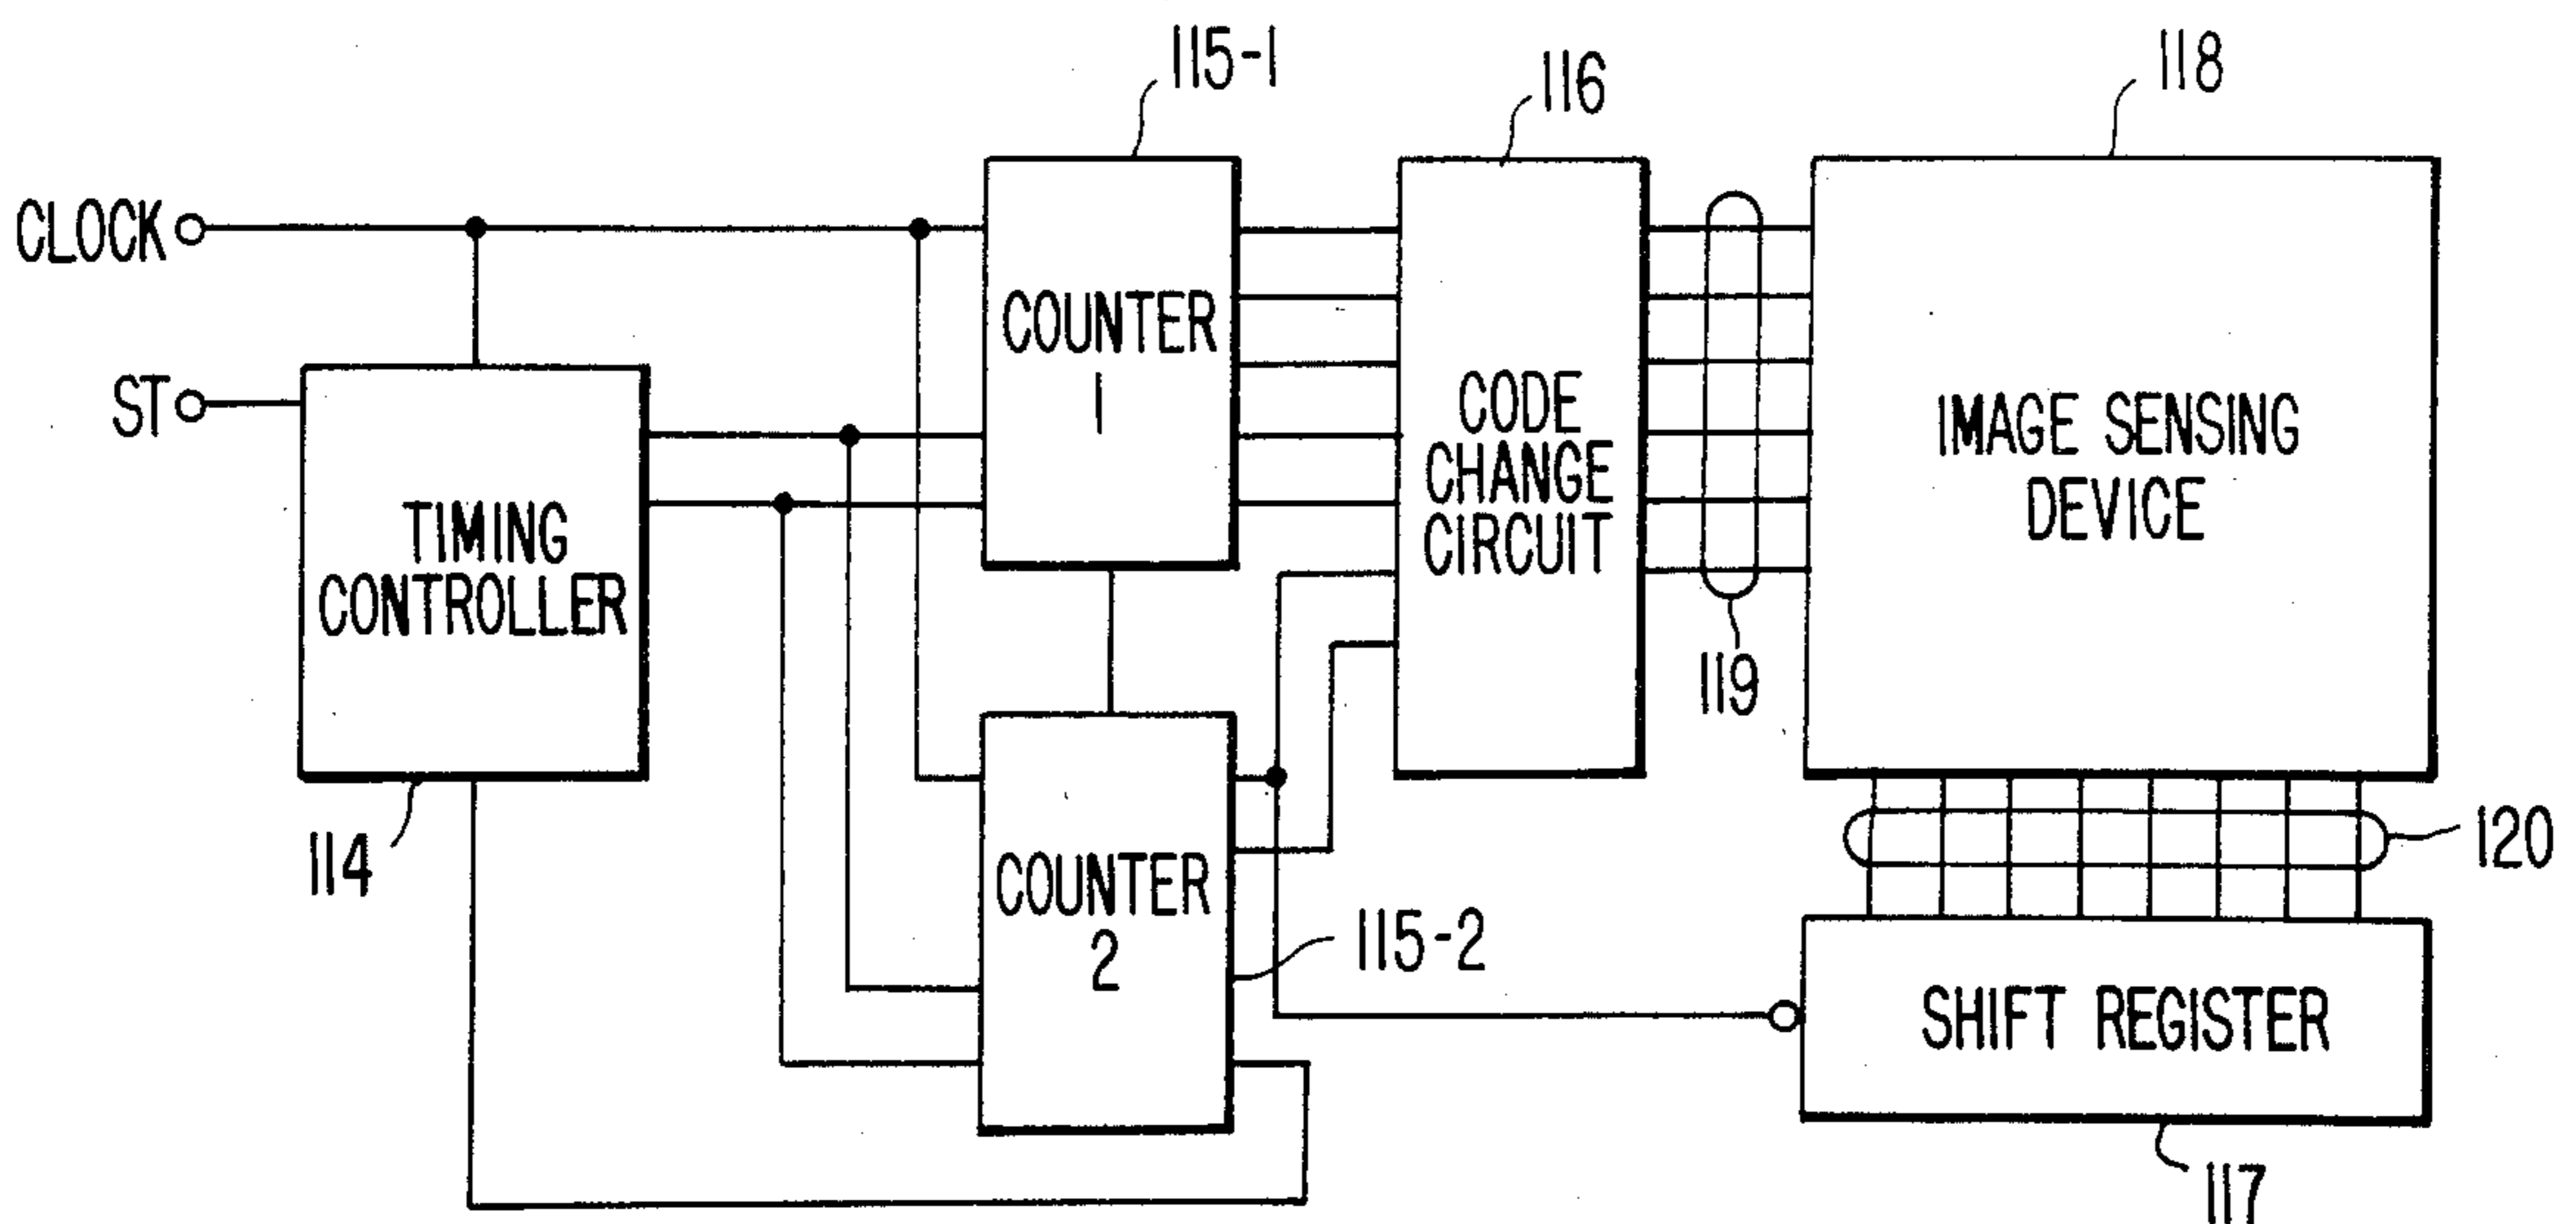 115-1
116
118
CLOCK
ST
COUNTER
1
CODE
CHANGE
CIRCUIT
IMAGE SENSING
DEVICE
TIMING
CONTROLLER
119
114
120
COUNTER
2
115-2
SHIFT REGISTER
117